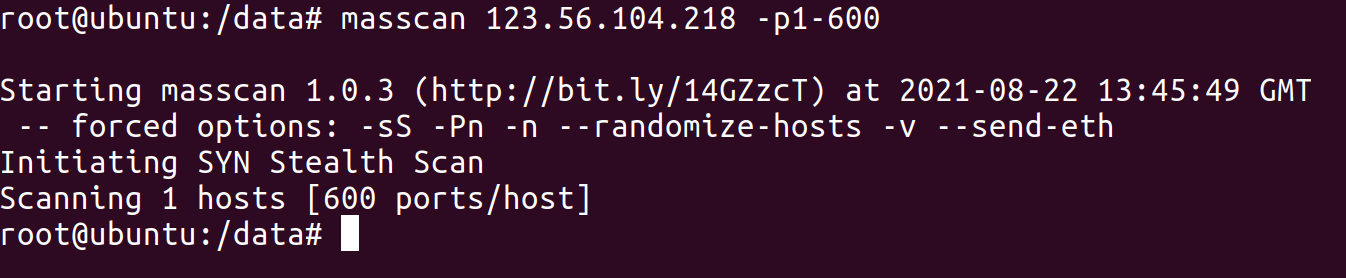 root@ubuntu:/data# masscan 123.56.104.218 -p1-600
Starting masscan 1.0.3 (http://bit.ly/14GZzcT) at 2021-08-22 13:45:49 GMT
 -- forced options: -sS -Pn -n --randomize-hosts -v --send-eth
Initiating SYN Stealth Scan
Scanning 1 hosts [600 ports/host]
root@ubuntu:/data#